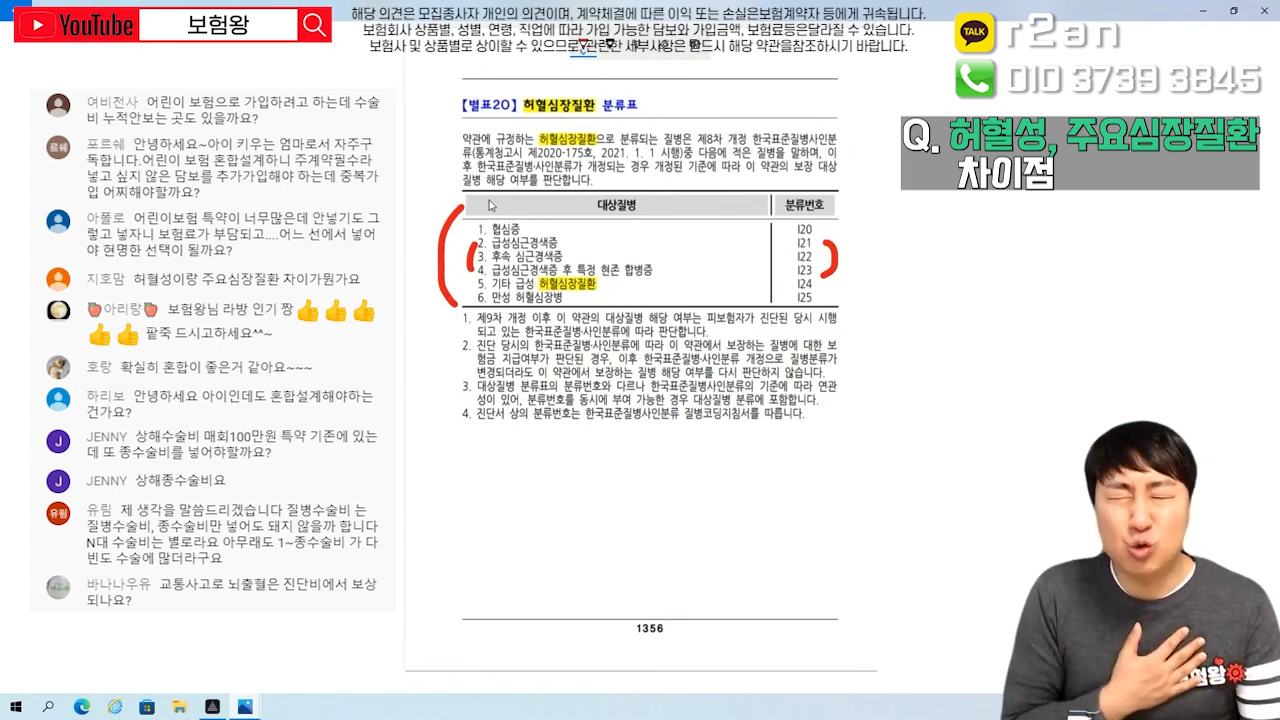 YouTube 보험왕
해당 의견은 모집종사자 개인의 의견이며, 계약체결에 따른 이익 또는 손실은보험계약자 등에게 귀속됩니다.
보험회사 상품별, 성별, 연령, 직업에 따라 가입 가능한 담보와 가입금액, 보험료등은달라질 수 있습니다.
보험사 및 상품별로 상이할 수 있으므로 관련한 세부사항은 반드시 해당 약관을참조하시기 바랍니다.
TALK r2an
010 3739 3845
Q. 허혈성, 주요심장질환
차이점
여비전사 어린이 보험으로 가입하려고 하는데 수술
비 누적안보는 곳도 있을까요?
르쉐 포르쉐 안녕하세요~아이 키우는 엄마로서 자주구
독합니다.어린이 보험 혼합설계하니 주계약필수라
넣고 싶지 않은 담보를 추가가입해야 하는데 중복가
입 어찌해야할까요?
아폴로 어린이보험 특약이 너무많은데 안넣기도 그
렇고 넣자니 보험료가 부담되고....어느 선에서 넣어
야 현명한 선택이 될까요?
지호맘 허혈성이랑 주요심장질환 차이가뭔가요
🍎아리랑🍎 보험왕님 라방 인기 짱👍👍👍
👍👍 팥죽 드시고하세요^^~
호랑 확실히 혼합이 좋은거 같아요~~~
하리보 안녕하세요 아이인데도 혼합설계해야하는
건가요?
J JENNY 상해수술비 매회100만원 특약 기존에 있는
데 또 종수술비를 넣어햐할까요?
J JENNY 상해종수술비요
유림 유림 제 생각을 말씀드리겠습니다 질병수술비 는
질병수술비, 종수술비만 넣어도 돼지 않을까 합니다
N대 수술비는 별로라요 아무래도 1~종수술비 가 다
빈도 수술에 많더라구요
바나나우유 교통사고로 뇌출혈은 진단비에서 보상
되나요?
【별표20】 허혈심장질환 분류표
약관에 규정하는 허혈심장질환으로 분류되는 질병은 제8차 개정 한국표준질병사인분
류(통계청고시 제2020-175호, 2021. 1. 1 시행)중 다음에 적은 질병을 말하며, 이
후 한국표준질병·사인분류가 개정되는 경우 개정된 기준에 따라 이 약관의 보장 대상
질병 해당 여부를 판단합니다.
대상질병 분류번호
1. 협심증 I20
2. 급성심근경색증 I21
3. 후속 심근경색증 I22
4. 급성심근경색증 후 특정 현존 합병증 I23
5. 기타 급성 허혈심장질환 I24
6. 만성 허혈심장병 I25
1. 제9차 개정 이후 이 약관의 대상질병 해당 여부는 피보험자가 진단된 당시 시행
되고 있는 한국표준질병·사인분류에 따라 판단합니다.
2. 진단 당시의 한국표준질병·사인분류에 따라 이 약관에서 보장하는 질병에 대한 보
험금 지급여부가 판단된 경우, 이후 한국표준질병·사인분류 개정으로 질병분류가
변경되더라도 이 약관에서 보장하는 질병 해당 여부를 다시 판단하지 않습니다.
3. 대상질병 분류표의 분류번호와 다르나 한국표준질병사인분류의 기준에 따라 연관
성이 있어, 분류번호를 동시에 부여 가능한 경우 대상질병 분류에 포함합니다.
4. 진단서 상의 분류번호는 한국표준질병사인분류 질병코딩지침서를 따릅니다.
1356